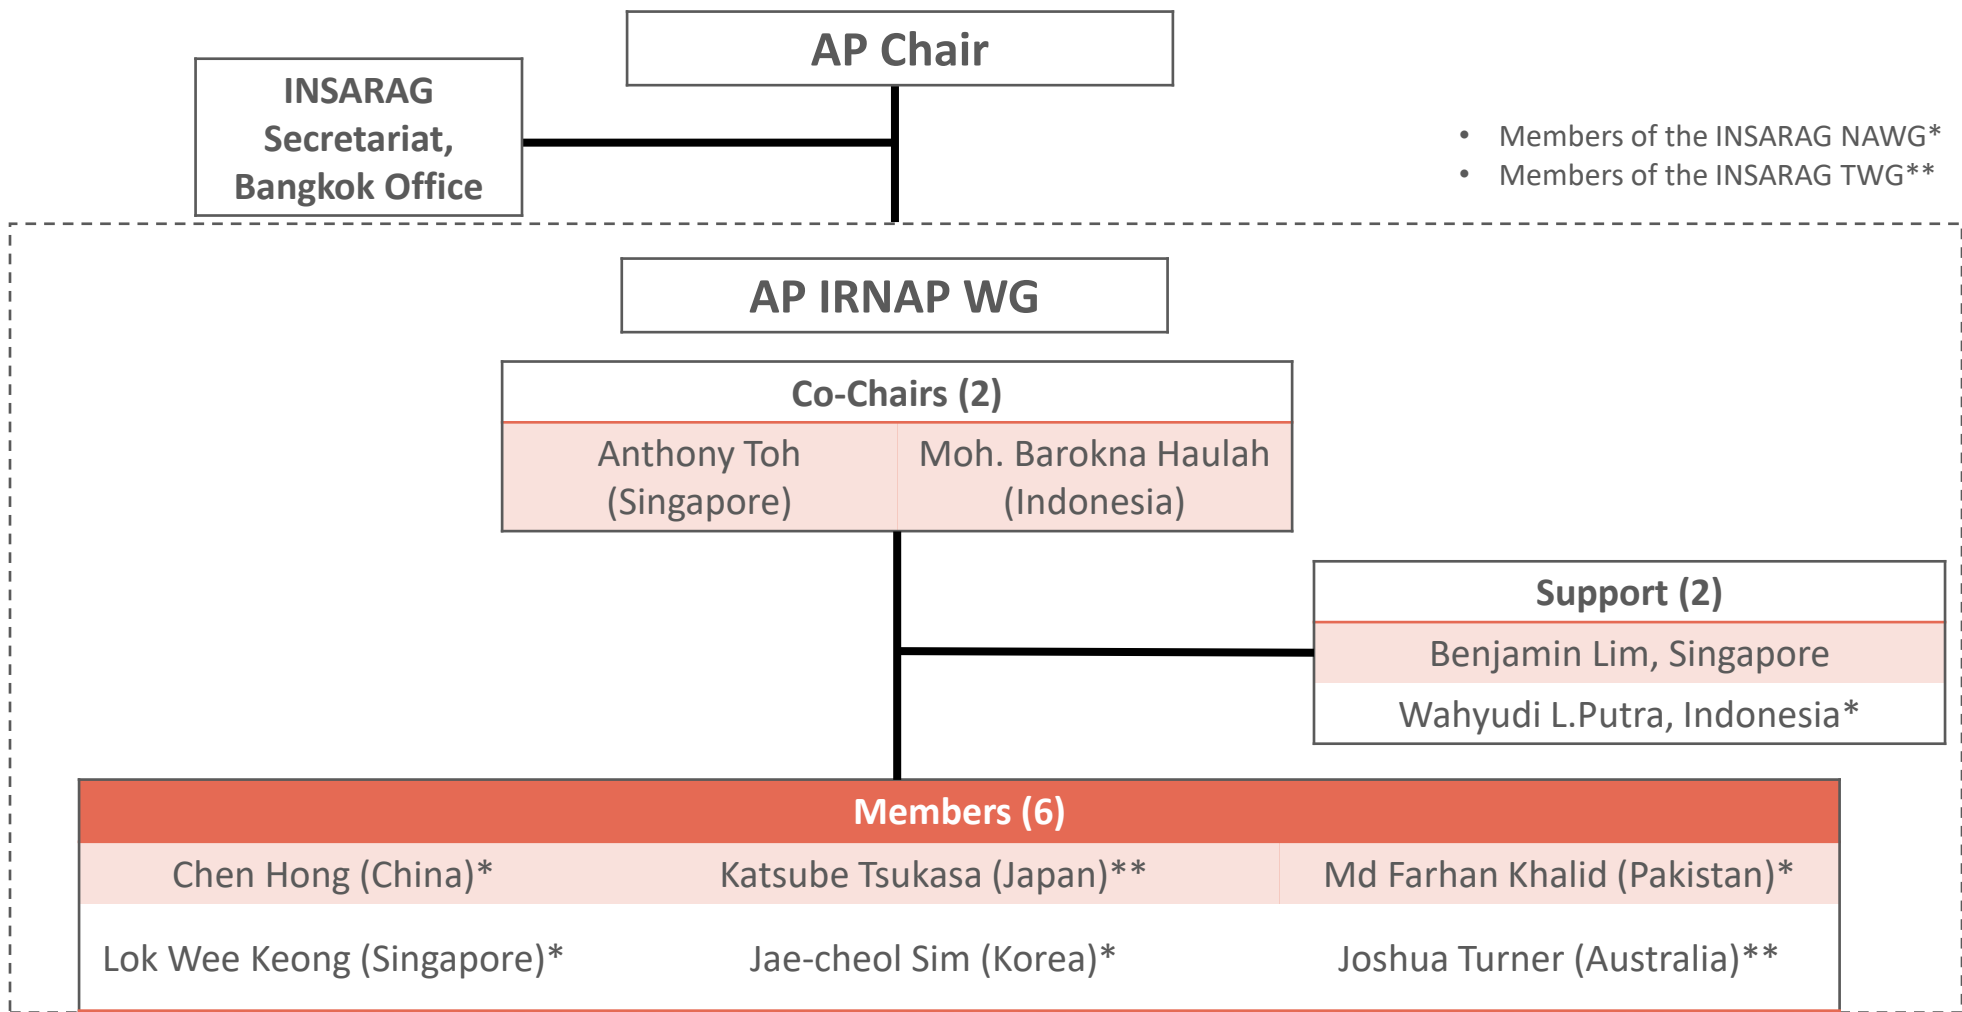 AP Chair
INSARAG
Secretariat,
Bangkok Office
• Members of the INSARAG NAWG*
• Members of the INSARAG TWG**
AP IRNAP WG
Co-Chairs (2)
Anthony Toh
(Singapore)
Moh. Barokna Haulah
(Indonesia)
Support (2)
Benjamin Lim, Singapore
Wahyudi L.Putra, Indonesia*
Members (6)
Chen Hong (China)*
Katsube Tsukasa (Japan)**
Md Farhan Khalid (Pakistan)*
Lok Wee Keong (Singapore)*
Jae-cheol Sim (Korea)*
Joshua Turner (Australia)**